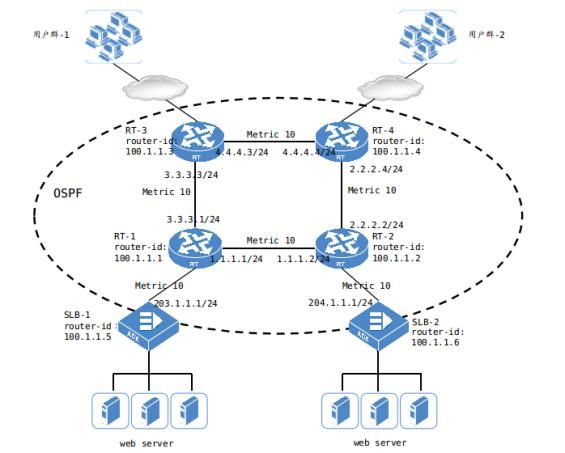 用户群-1
用户群-2
RT-3
router-id:
100.1.1.3
RT
Metric 10
4.4.4.3/24
4.4.4.4/24
RT
RT-4
router-id:
100.1.1.4
3.3.3.3/24
2.2.2.4/24
OSPF
Metric 10
Metric 10
3.3.3.1/24
2.2.2.2/24
RT-1
router-id:
100.1.1.1
RT
Metric 10
1.1.1.1/24
1.1.1.2/24
RT
RT-2
router-id:
100.1.1.2
Metric 10
Metric 10
203.1.1.1/24
204.1.1.1/24
SLB-1
router-id:
100.1.1.5
ADX
ADX
SLB-2
router-id:
100.1.1.6
web server
web server